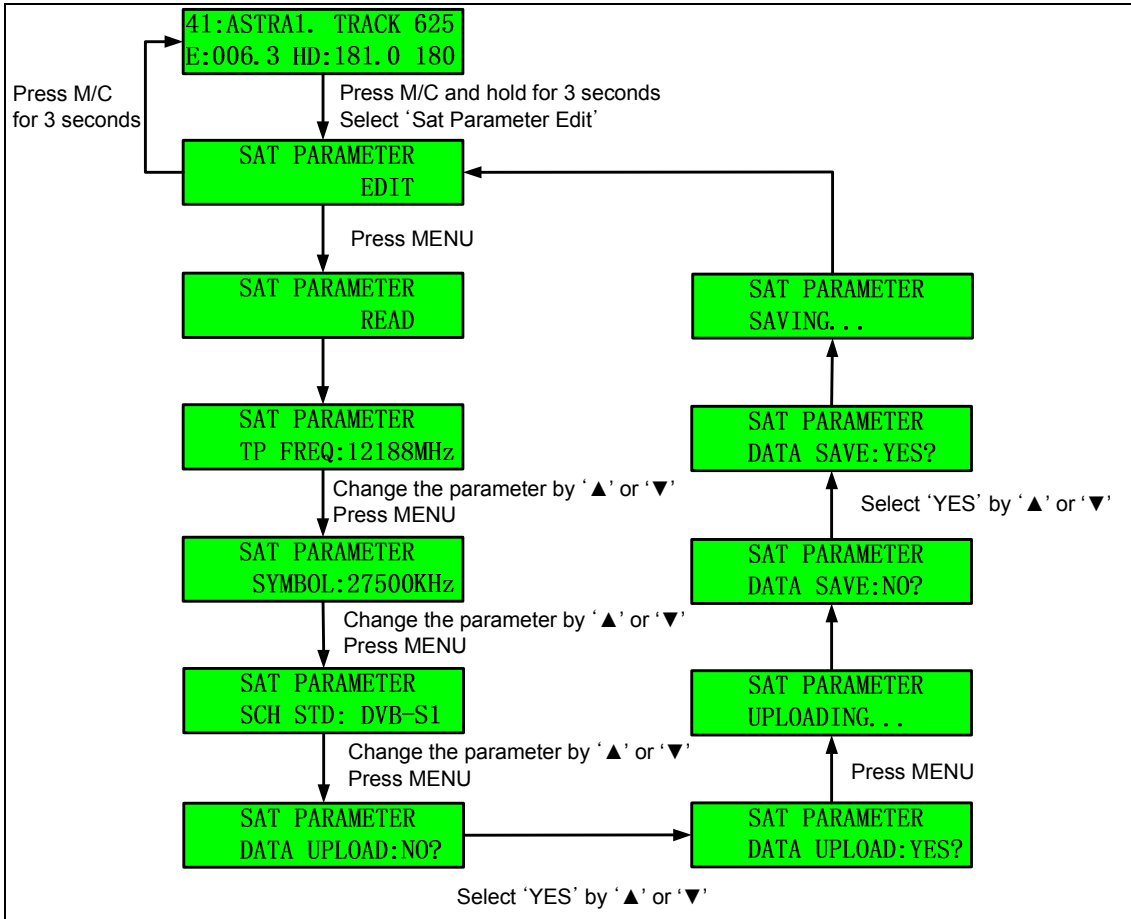 41:ASTRA1. TRACK 625
E:006.3 HD:181.0 180
Press M/C
for 3 seconds
Press M/C and hold for 3 seconds
Select ‘Sat Parameter Edit’
SAT PARAMETER
EDIT
Press MENU
SAT PARAMETER
READ
SAT PARAMETER
TP FREQ:12188MHz
Change the parameter by ‘▲’ or ‘▼’
Press MENU
SAT PARAMETER
SYMBOL:27500KHz
Change the parameter by ‘▲’ or ‘▼’
Press MENU
SAT PARAMETER
SCH STD: DVB-S1
Change the parameter by ‘▲’ or ‘▼’
Press MENU
SAT PARAMETER
DATA UPLOAD:NO?
Select ‘YES’ by ‘▲’ or ‘▼’
SAT PARAMETER
DATA UPLOAD:YES?
Press MENU
SAT PARAMETER
UPLOADING...
SAT PARAMETER
DATA SAVE:NO?
Select ‘YES’ by ‘▲’ or ‘▼’
SAT PARAMETER
DATA SAVE:YES?
SAT PARAMETER
SAVING...